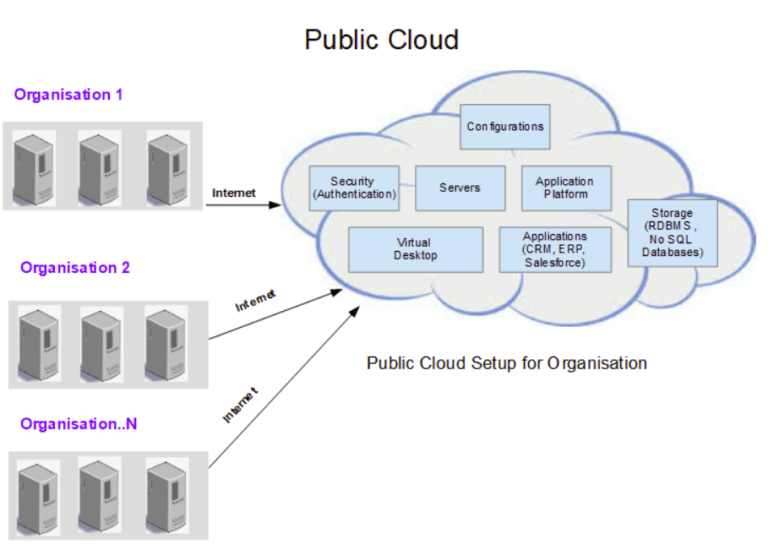 Public Cloud
Organisation 1
Internet
Configurations
Security
(Authentication)
Servers
Application
Platform
Storage
(RDBMS ,
No SQL
Databases)
Virtual
Desktop
Applications
(CRM, ERP,
Salesforce)
Organisation 2
Internet
Public Cloud Setup for Organisation
Internet
Organisation..N